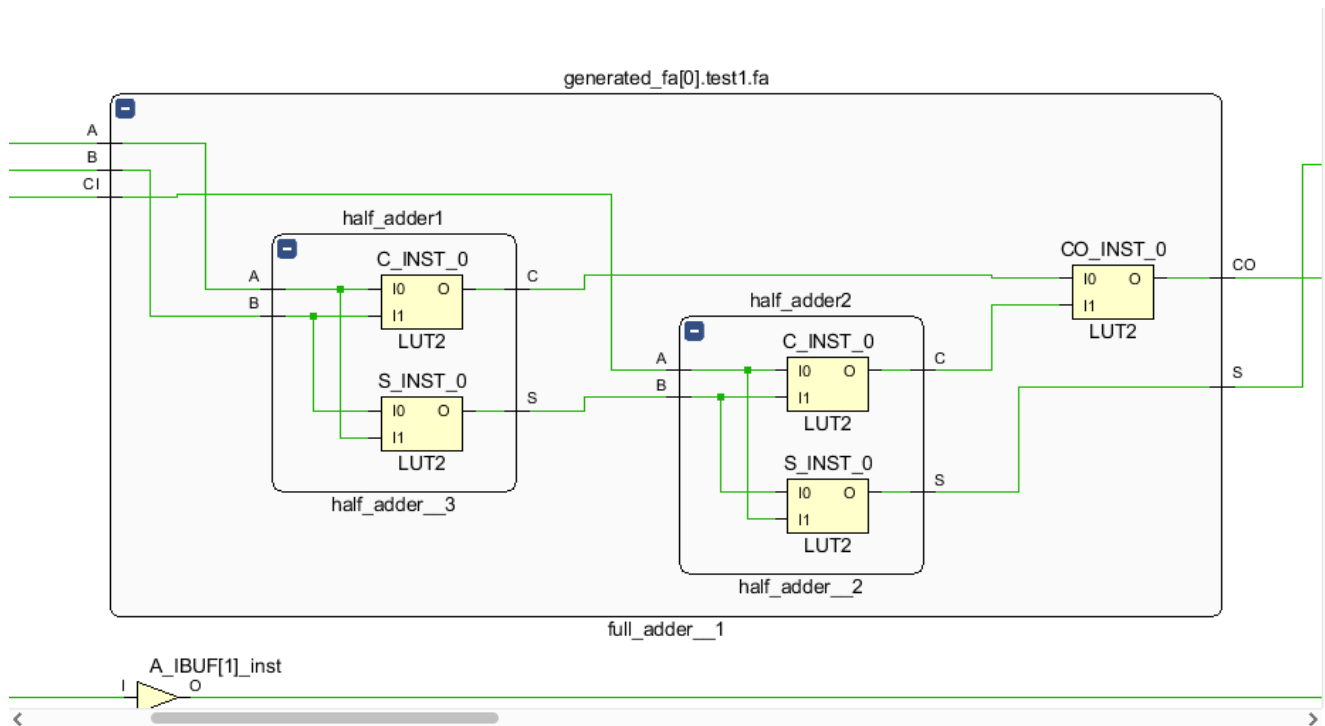 generated_fa[0].test1.fa
A
B
CI
half_adder1
A
B
C_INST_0
I0 O
I1
LUT2
C
S_INST_0
I0 O
I1
LUT2
S
half_adder__3
half_adder2
A
B
C_INST_0
I0 O
I1
LUT2
C
S_INST_0
I0 O
I1
LUT2
S
half_adder__2
CO_INST_0
I0 O
I1
LUT2
CO
S
full_adder__1
A_IBUF[1]_inst
I O